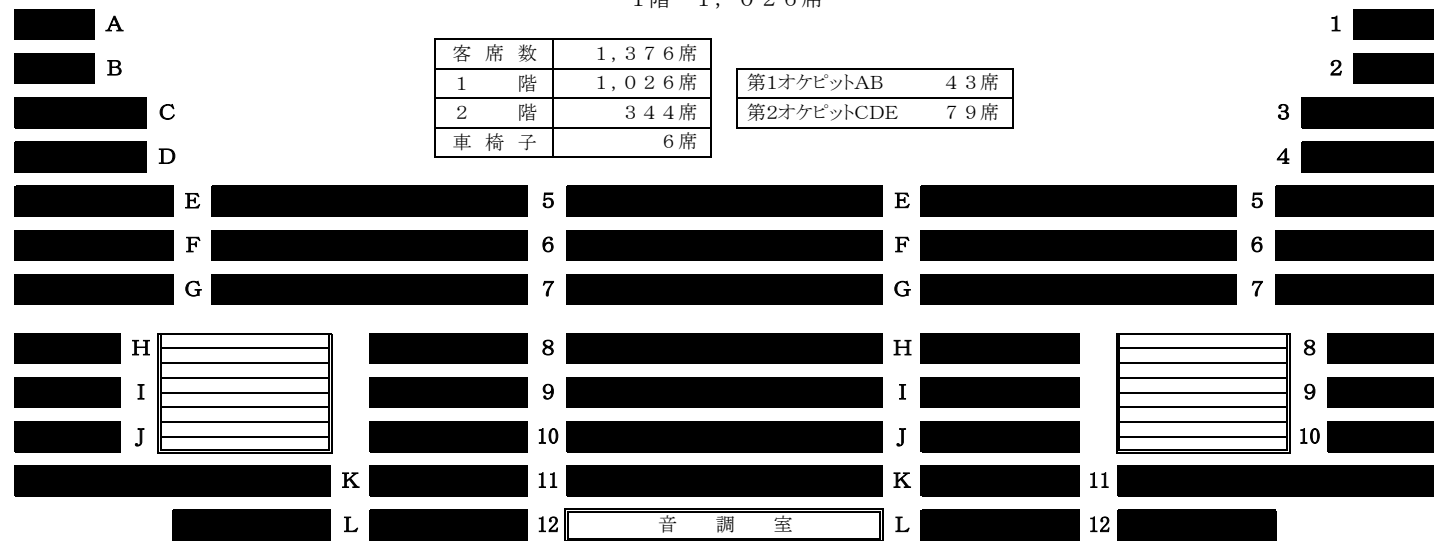 1階 1,026席
A 1
客席数 1,376席
B 2
1階 1,026席 第1オケピットAB 43席
C 3
2階 344席 第2オケピットCDE 79席
車椅子 6席
D 4
E 5 E 5
F 6 F 6
G 7 G 7
H 8 H 8
I 9 I 9
J 10 J 10
K 11 K 11
L 12 音調室 L 12